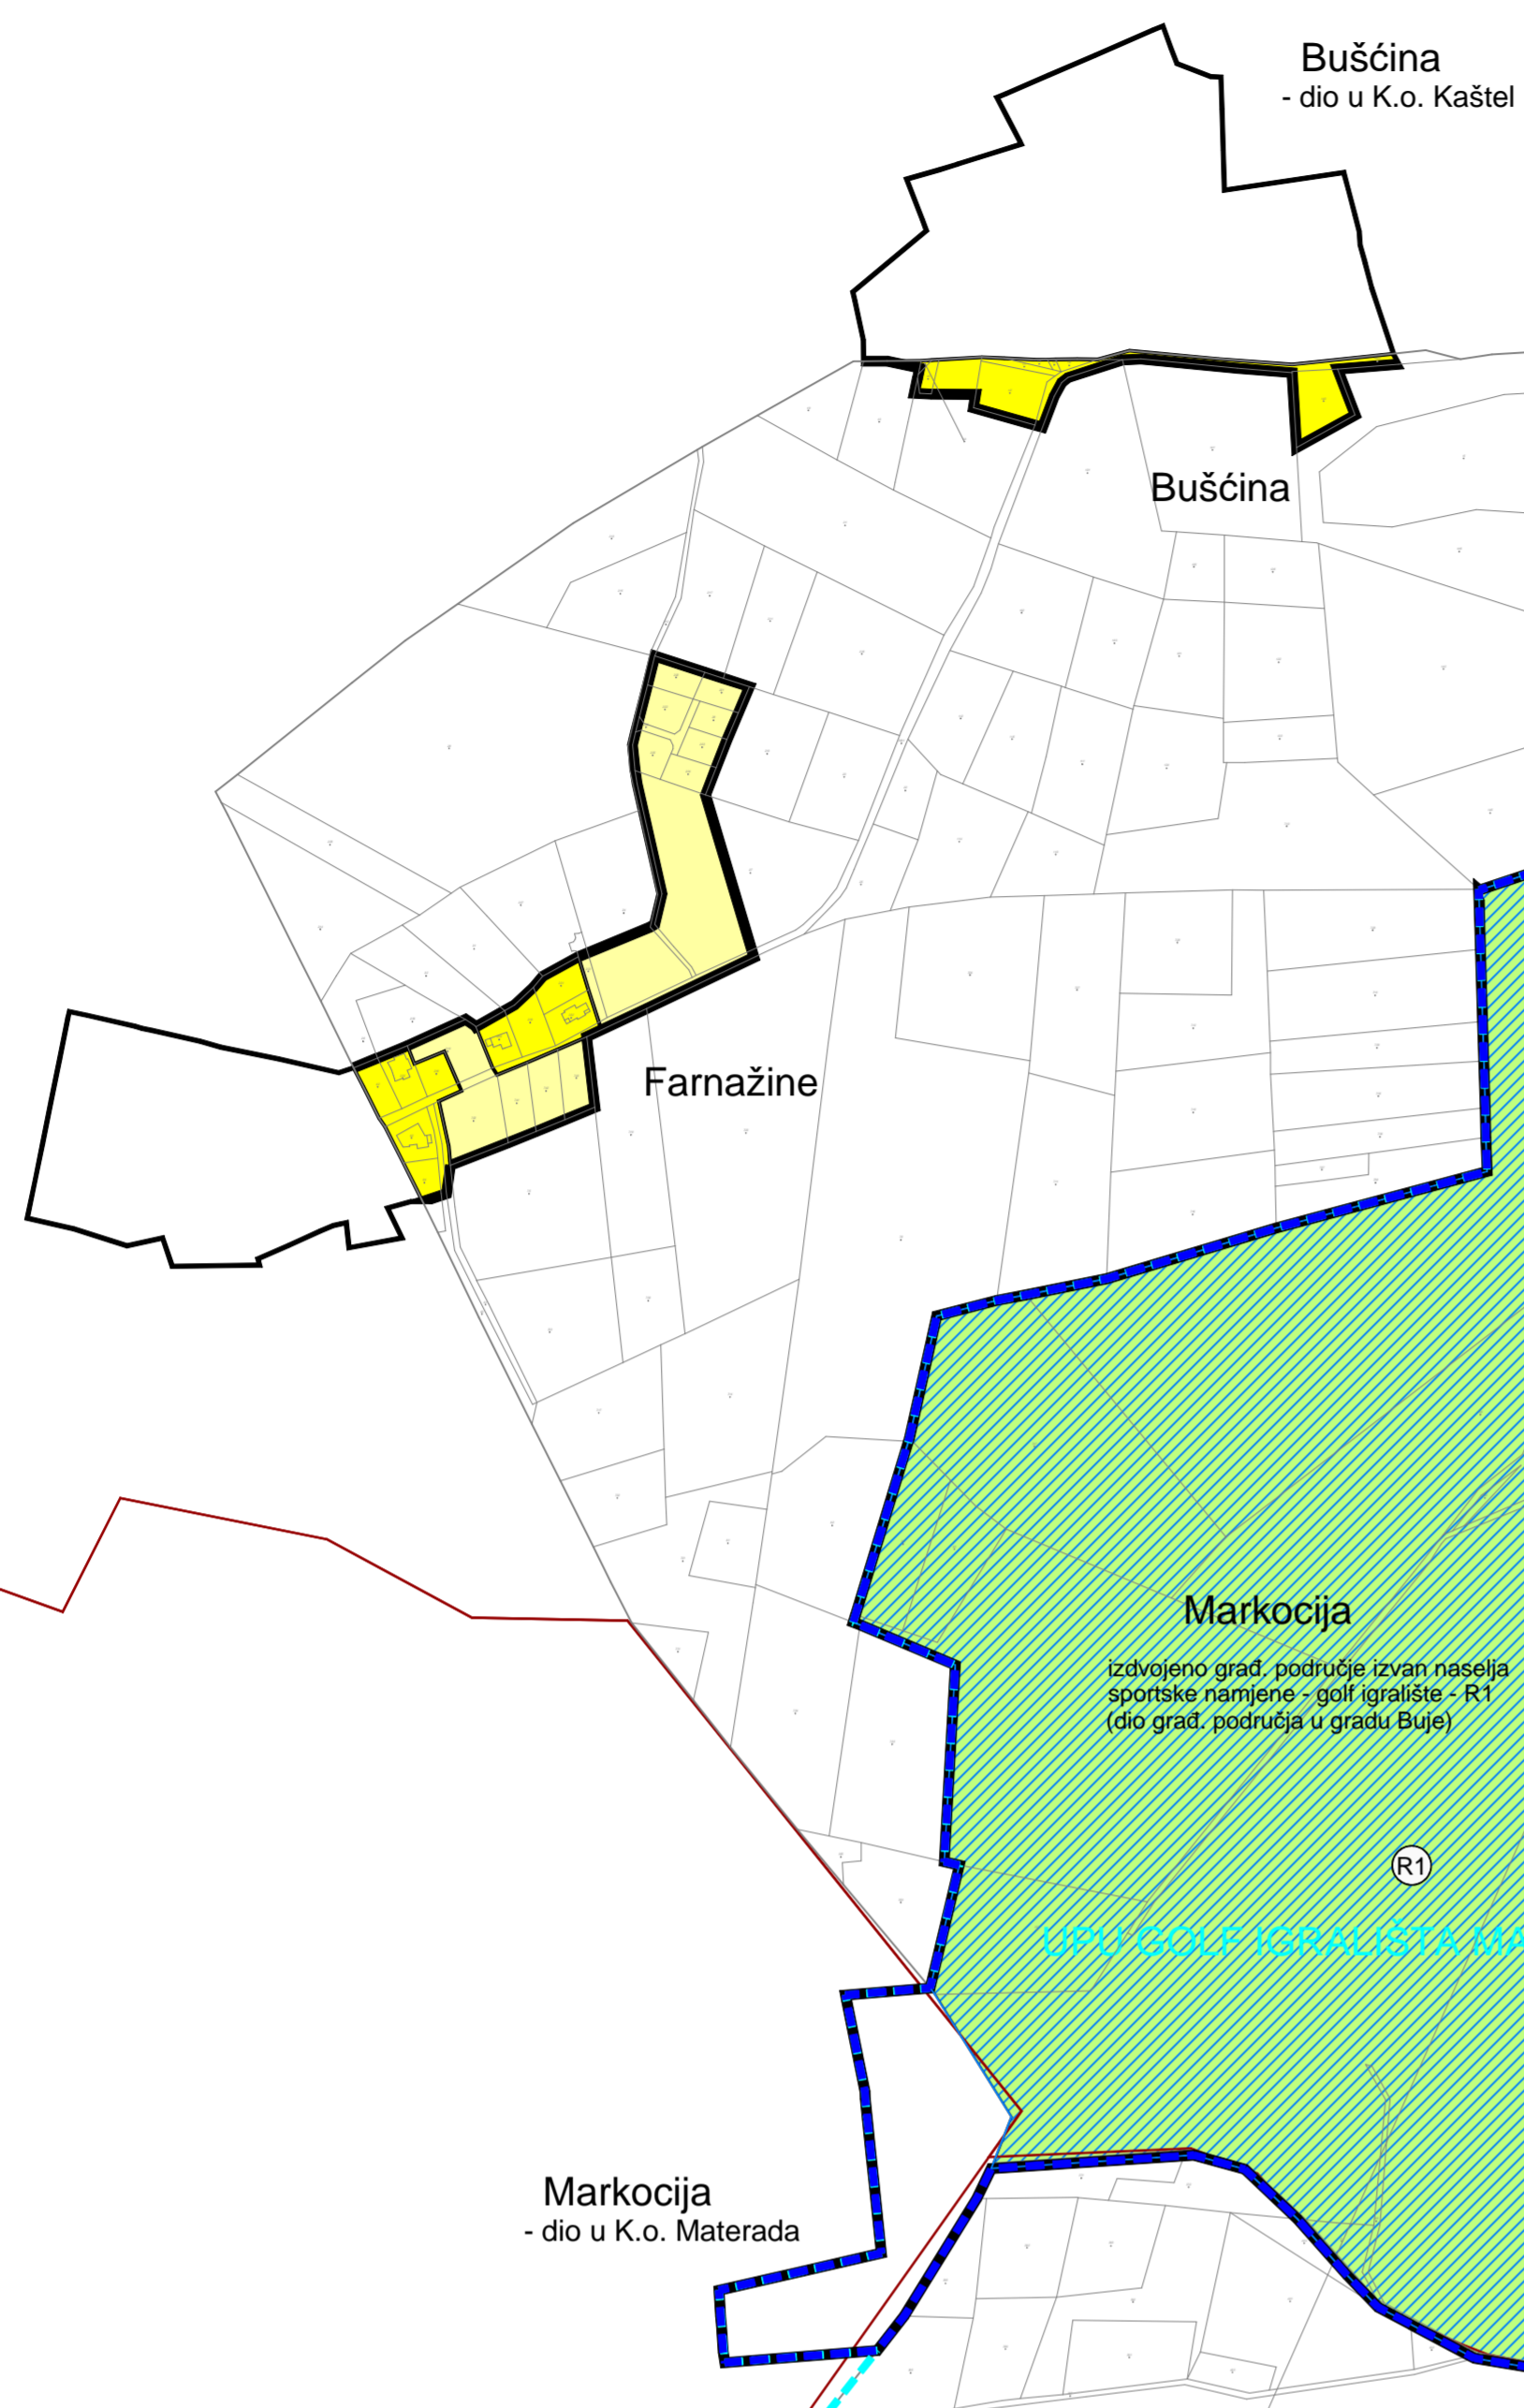 Bušćina
- dio u K.o. Kaštel
Bušćina
Farnažine
Markocija
izdvojeno građ. područje izvan naselja
sportske namjene - golf igralište - R1
(dio građ. područja u gradu Buje)
R1
UPU GOLF IGRALIŠTA MA
Markocija
- dio u K.o. Materada